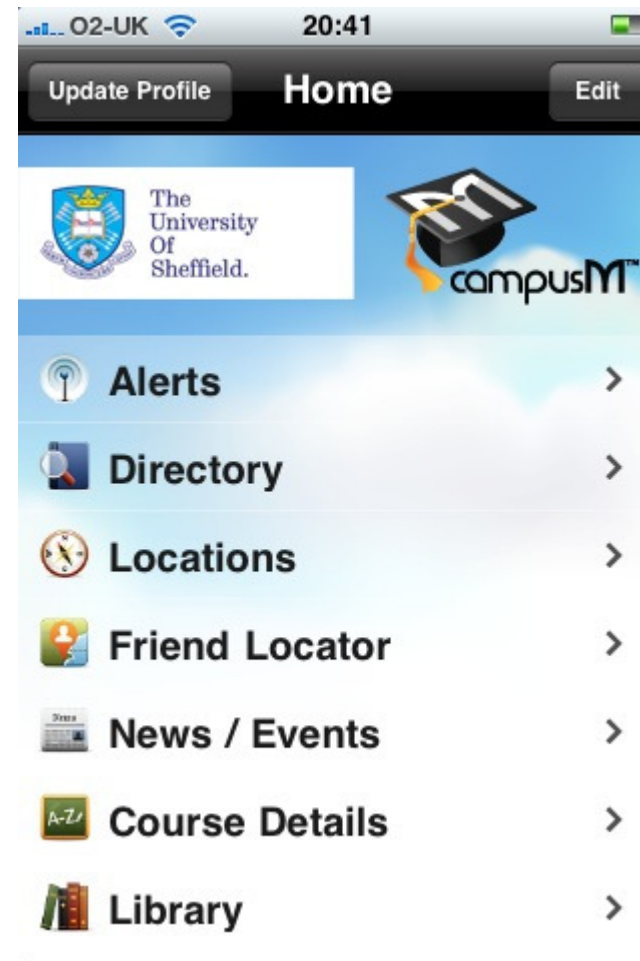 O2-UK 20:41
Update Profile Home Edit
The
University
Of
Sheffield.
campusM™
Alerts
Directory
Locations
Friend Locator
News
News / Events
A-Z
Course Details
Library